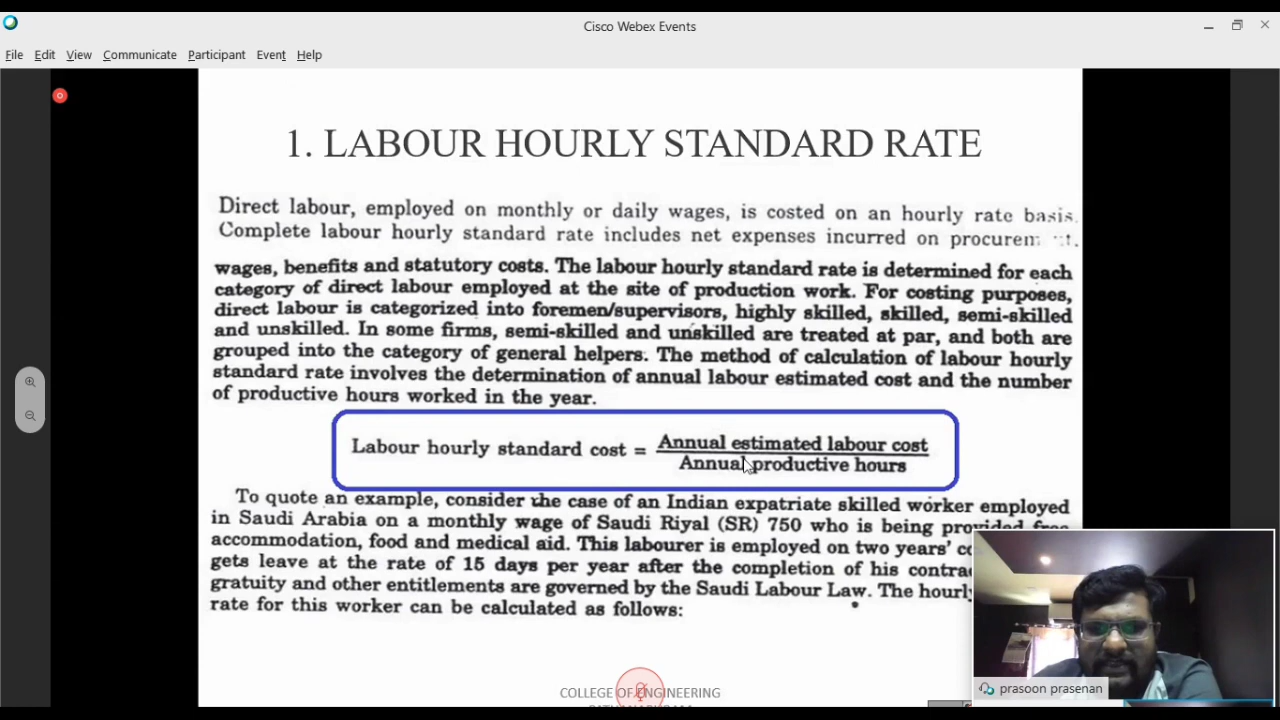 Cisco Webex Events
File Edit View Communicate Participant Event Help
1. LABOUR HOURLY STANDARD RATE
Direct labour, employed on monthly or daily wages, is costed on an hourly rate basis.
Complete labour hourly standard rate includes net expenses incurred on
wages, benefits and statutory costs. The labour hourly standard rate is determined for each
category of direct labour employed at the site of production work. For costing purposes,
direct labour is categorized into foremen/supervisors, highly skilled, skilled, semi-skilled
and unskilled. In some firms, semi-skilled and unskilled are treated at par, and both are
grouped into the category of general helpers. The method of calculation of labour hourly
standard rate involves the determination of annual labour estimated cost and the number
of productive hours worked in the year.
Labour hourly standard cost = Annual estimated labour cost
Annual productive hours
To quote an example, consider the case of an Indian expatriate skilled worker employed
in Saudi Arabia on a monthly wage of Saudi Riyal (SR) 750 who is being
accommodation, food and medical aid. This labourer is employed on two years'
gets leave at the rate of 15 days per year after the completion of his
gratuity and other entitlements are governed by the Saudi Labour Law. The
rate for this worker can be calculated as follows:
prasoon prasenan
COLLEGE OF ENGINEERING